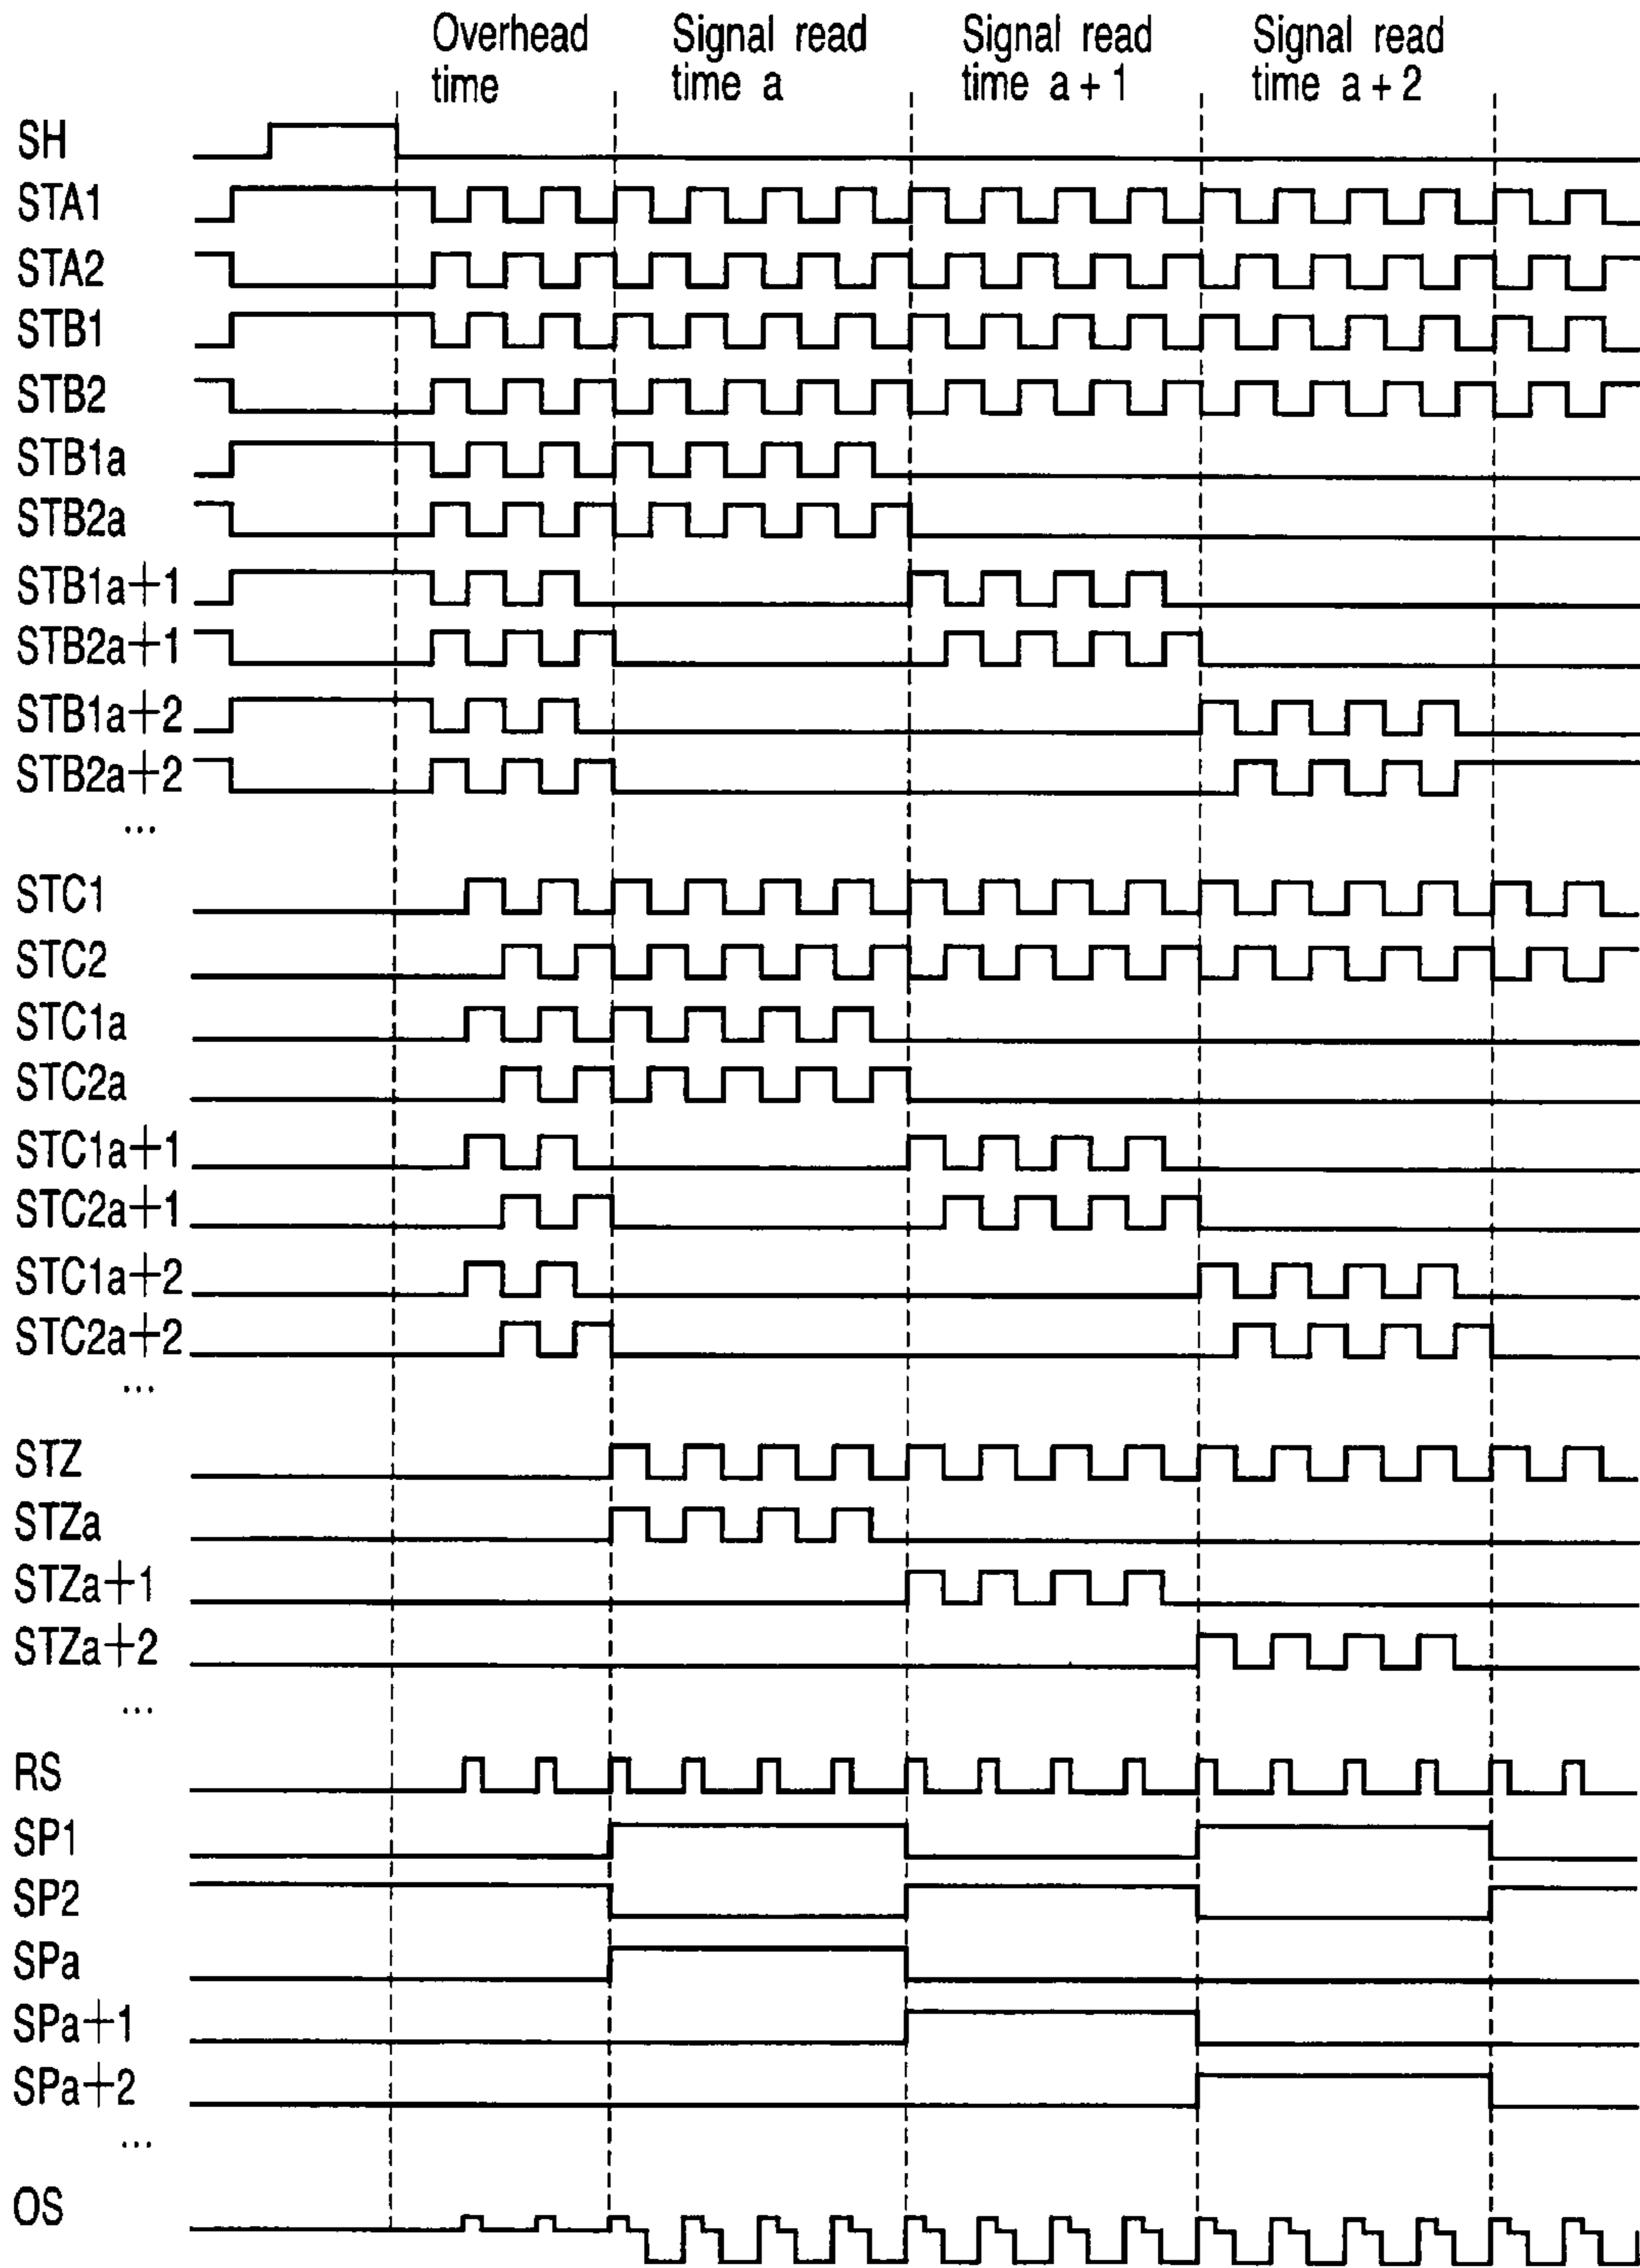 Overhead time
Signal read time a
Signal read time a + 1
Signal read time a + 2
SH
STA1
STA2
STB1
STB2
STB1a
STB2a
STB1a+1
STB2a+1
STB1a+2
STB2a+2
...
STC1
STC2
STC1a
STC2a
STC1a+1
STC2a+1
STC1a+2
STC2a+2
...
STZ
STZa
STZa+1
STZa+2
...
RS
SP1
SP2
SPa
SPa+1
SPa+2
...
OS